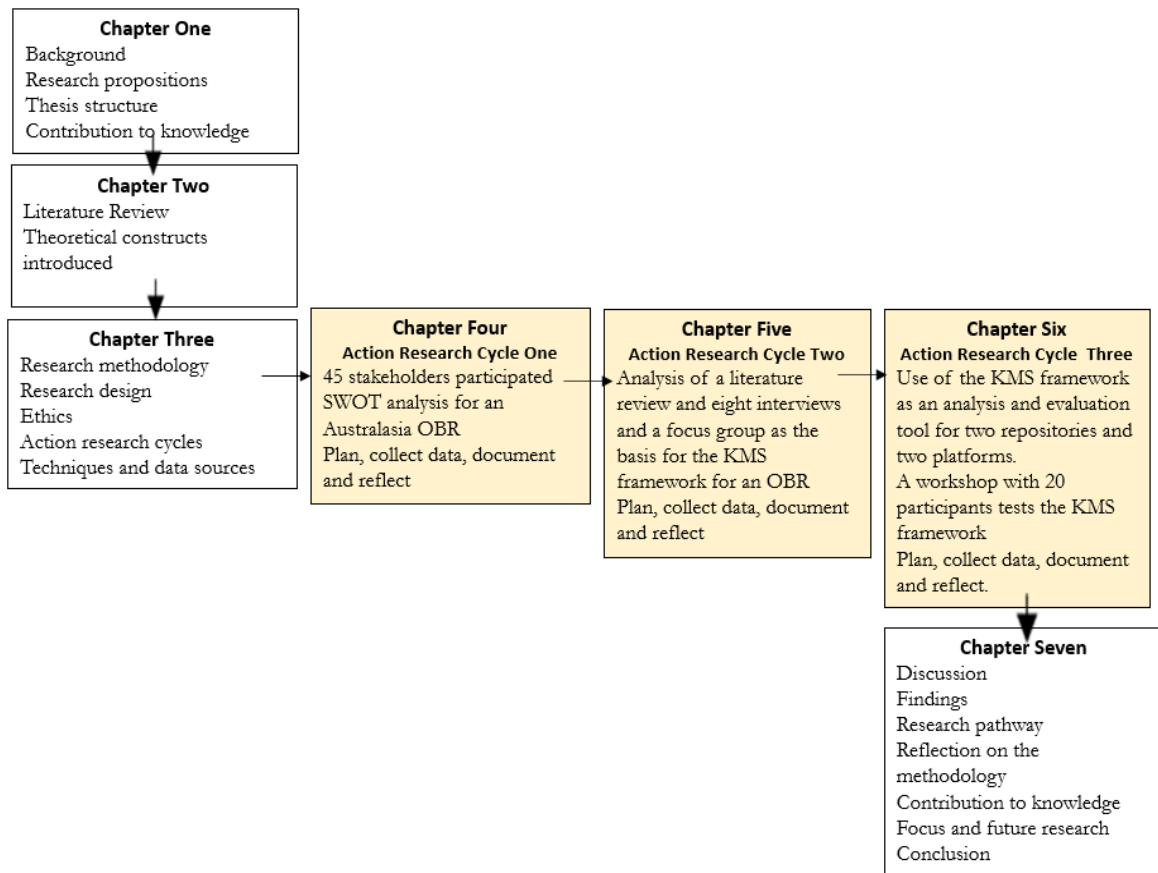 Chapter One
Background
Research propositions
Thesis structure
Contribution to knowledge
Chapter Two
Literature Review
Theoretical constructs
introduced
Chapter Three
Research methodology
Research design
Ethics
Action research cycles
Techniques and data sources
Chapter Four
Action Research Cycle One
45 stakeholders participated
SWOT analysis for an
Australasia OBR
Plan, collect data, document
and reflect
Chapter Five
Action Research Cycle Two
Analysis of a literature
review and eight interviews
and a focus group as the
basis for the KMS
framework for an OBR
Plan, collect data, document
and reflect
Chapter Six
Action Research Cycle Three
Use of the KMS framework
as an analysis and evaluation
tool for two repositories and
two platforms.
A workshop with 20
participants tests the KMS
framework
Plan, collect data, document
and reflect.
Chapter Seven
Discussion
Findings
Research pathway
Reflection on the
methodology
Contribution to knowledge
Focus and future research
Conclusion